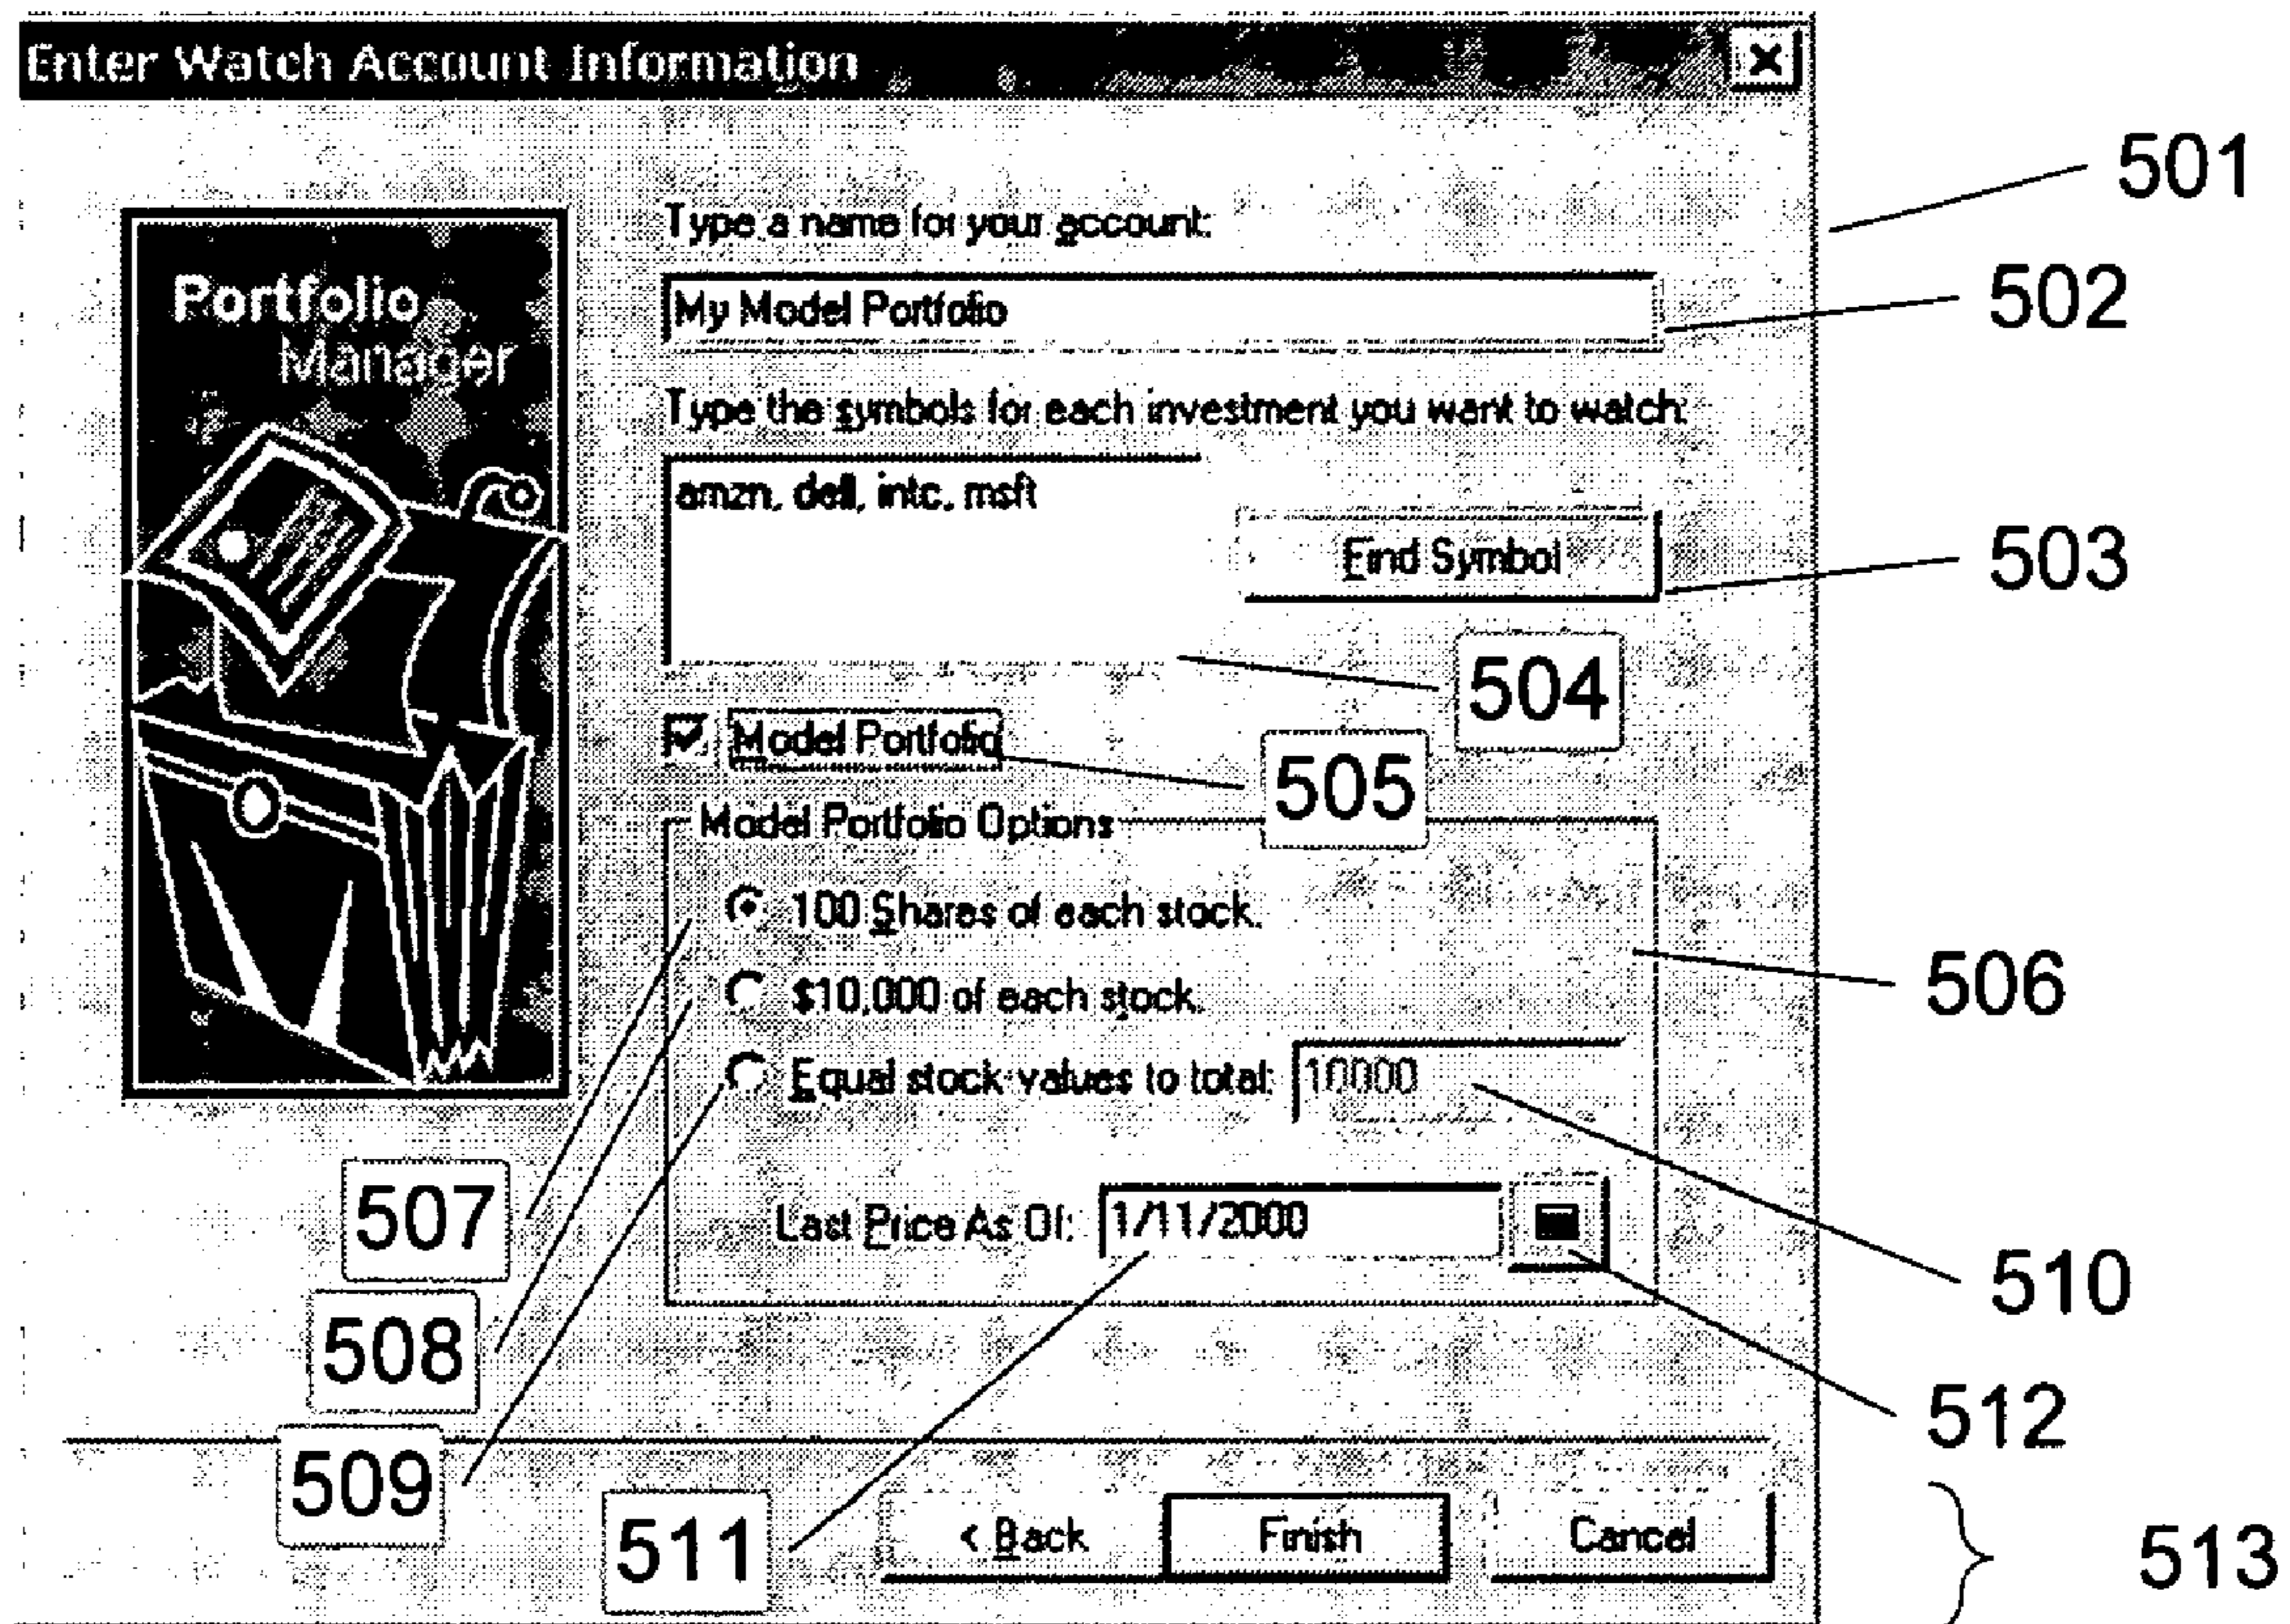 Enter Watch Account Information
501
Portfolio
Manager
Type a name for your account:
My Model Portfolio
502
Type the symbols for each investment you want to watch:
amzn, dell, intc, msft
Find Symbol
503
504
Model Portfolio
505
Model Portfolio Options
100 Shares of each stock.
506
$10,000 of each stock.
Equal stock values to total: 10000
507
Last Price As Of: 1/11/2000
510
508
512
509
511
< Back Finish Cancel
513